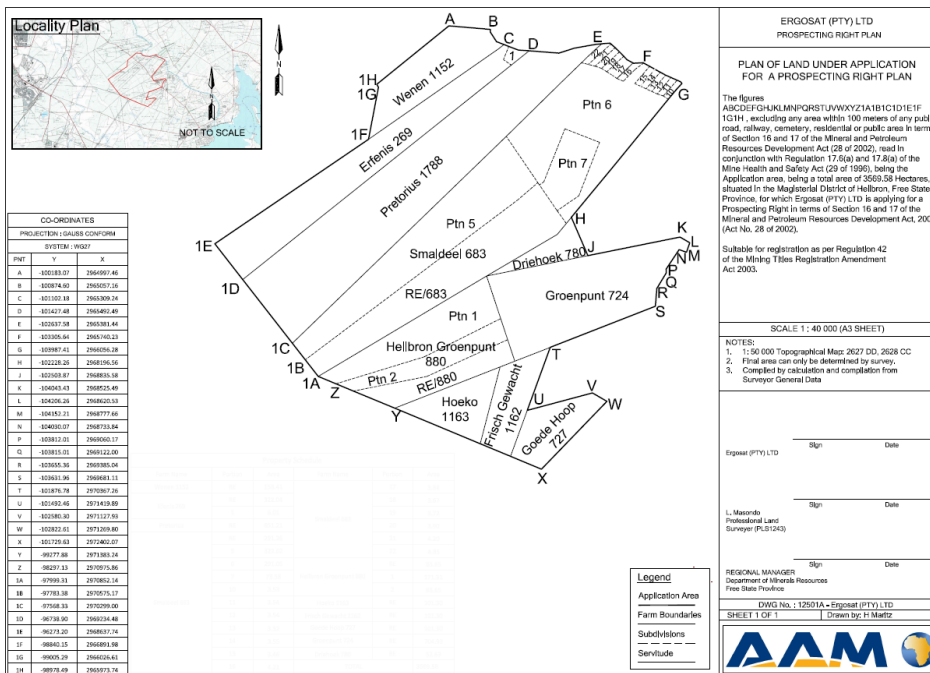 Locality Plan
NOT TO SCALE
N
N
CO-ORDINATES
PROJECTION : GAUSS CONFORM
SYSTEM : WG27
PNT Y X
A -100183.07 2964997.46
B -100874.60 2965057.16
C -101102.18 2965309.24
D -101427.48 2965492.49
E -102637.58 2965381.44
F -103305.64 2965740.23
G -103987.41 2966056.28
H -102228.26 2968196.56
J -102503.87 2968835.58
K -104043.43 2968525.49
L -104206.26 2968620.53
M -104152.21 2968777.66
N -104030.07 2968733.84
P -103812.01 2969060.17
Q -103815.01 2969122.00
R -103655.36 2969385.04
S -103631.96 2969681.11
T -101876.78 2970367.26
U -101492.46 2971419.89
V -102580.30 2971127.93
W -102822.61 2971269.80
X -101729.63 2972402.07
Y -99277.88 2971383.24
Z -98297.13 2970975.86
1A -97999.31 2970852.14
1B -97783.38 2970575.17
1C -97568.33 2970299.00
1D -96738.90 2969234.48
1E -96273.20 2968637.74
1F -98840.15 2966891.98
1G -99005.29 2966026.61
1H -98978.49 2965973.74
A
B
C
D
E
F
G
H
J
K
L
M
N
P
Q
R
S
T
U
V
W
X
Y
Z
1A
1B
1C
1D
1E
1F
1G
1H
1
Wenen 1152
Erfenis 269
Pretorius 1788
Ptn 6
Ptn 7
Ptn 5
Smaldeel 683
RE/683
Driehoek 780
Groenpunt 724
Ptn 1
Heilbron Groenpunt
880
Ptn 2
RE/880
Hoeko
1163
Frisch Gewacht
1162
Goede Hoop
727
Legend
Application Area
Farm Boundaries
Subdivisions
Servitude
ERGOSAT (PTY) LTD
PROSPECTING RIGHT PLAN
PLAN OF LAND UNDER APPLICATION
FOR A PROSPECTING RIGHT PLAN
The figures
ABCDEFGHJKLMNPQRSTUVWXYZ1A1B1C1D1E1F
1G1H , excluding any area within 100 meters of any publ
road, railway, cemetery, residential or public area in term
of Section 16 and 17 of the Mineral and Petroleum
Resources Development Act (28 of 2002), read in
conjunction with Regulation 17.6(a) and 17.8(a) of the
Mine Health and Safety Act (29 of 1996), being the
Application area, being a total area of 3569.58 Hectares,
situated in the Magisterial District of Heilbron, Free State
Province, for which Ergosat (PTY) LTD is applying for a
Prospecting Right in terms of Section 16 and 17 of the
Mineral and Petroleum Resources Development Act, 200
(Act No. 28 of 2002).
Suitable for registration as per Regulation 42
of the Mining Titles Registration Amendment
Act 2003.
SCALE 1 : 40 000 (A3 SHEET)
NOTES:
1. 1: 50 000 Topographical Map: 2627 DD, 2628 CC
2. Final area can only be determined by survey.
3. Compiled by calculation and compilation from
Surveyor General Data
Sign Date
Ergosat (PTY) LTD
Sign Date
L. Masondo
Professional Land
Surveyor (PLS1243)
Sign Date
REGIONAL MANAGER
Department of Minerals Resources
Free State Province
DWG No. : 12501A - Ergosat (PTY) LTD
SHEET 1 OF 1 Drawn by: H Maritz
AAM